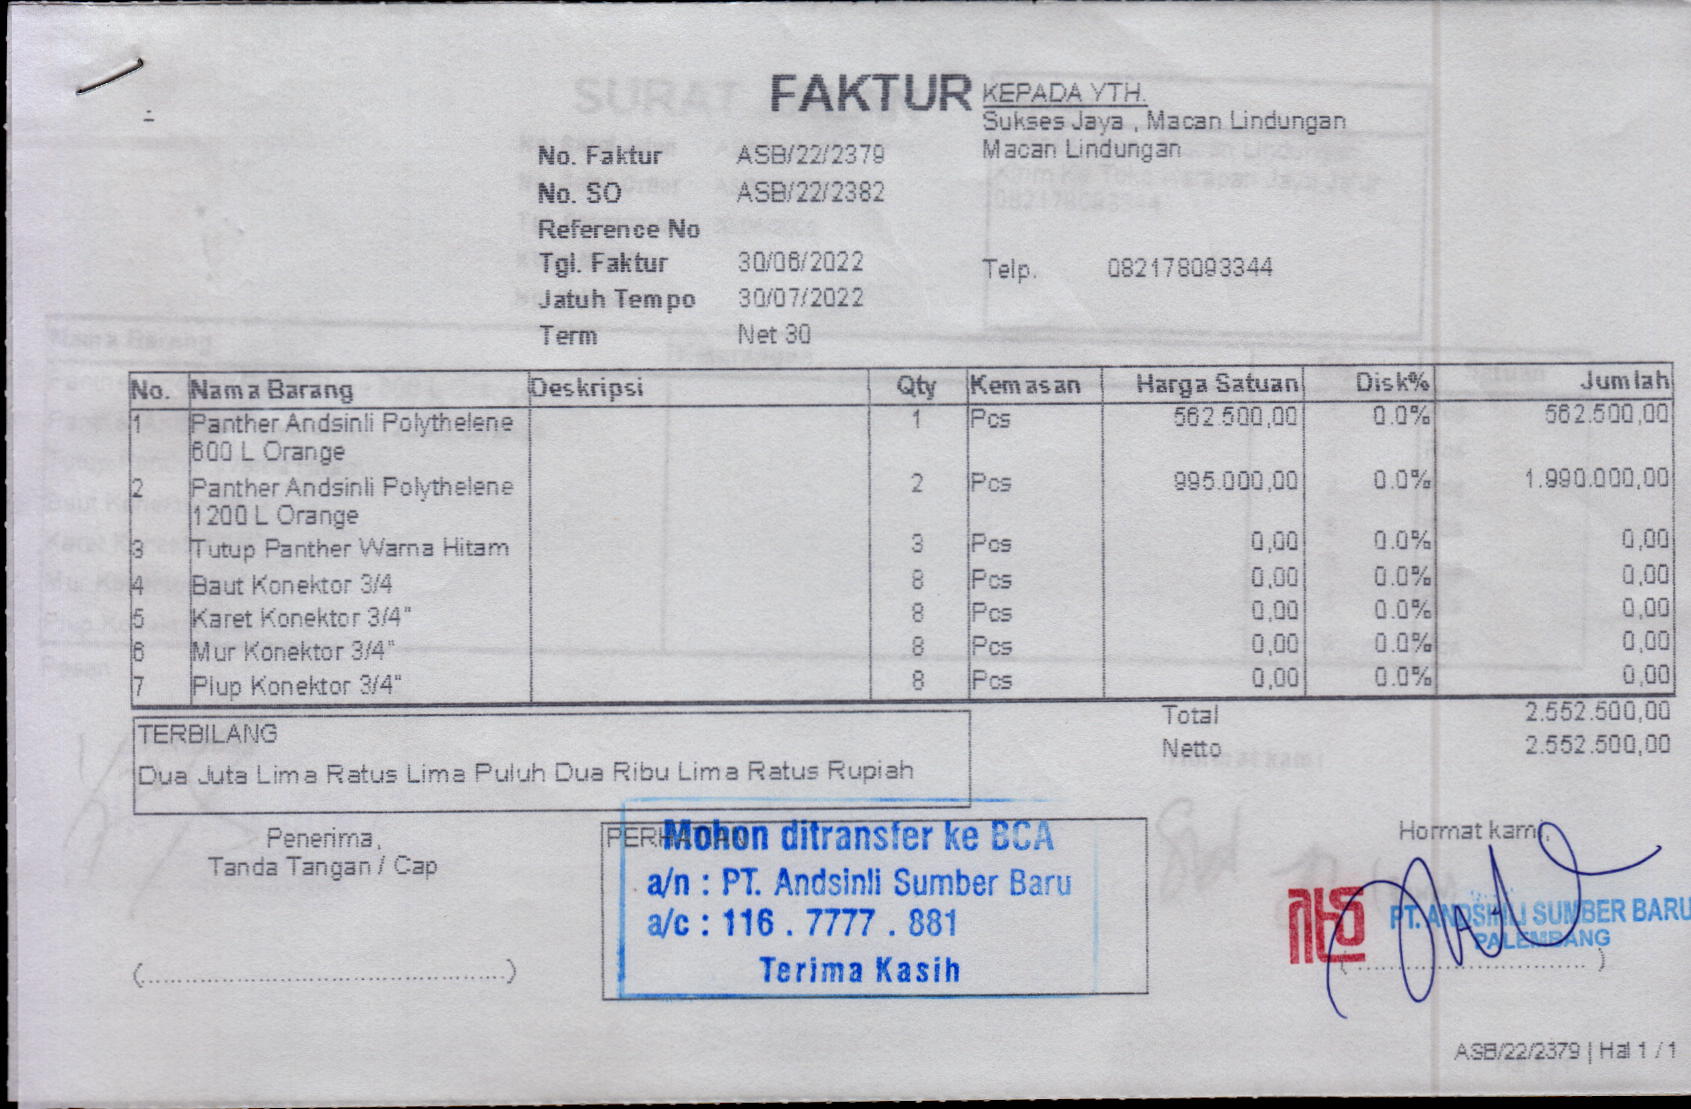 FAKTUR
KEPADA YTH.
Sukses Jaya , Macan Lindungan
Macan Lindungan
No. Faktur ASB/22/2379
No. SO ASB/22/2382
Reference No
Tgl. Faktur 30/06/2022
Telp. 082178093344
Jatuh Tempo 30/07/2022
Term Net 30
No. Nama Barang Deskripsi Qty Kemasan Harga Satuan Disk% Jumlah
1 Panther Andsinli Polythelene 1 Pcs 562.500,00 0.0% 562.500,00
600 L Orange
2 Panther Andsinli Polythelene 2 Pcs 995.000,00 0.0% 1.990.000,00
1200 L Orange
3 Tutup Panther Warna Hitam 3 Pcs 0,00 0.0% 0,00
4 Baut Konektor 3/4 8 Pcs 0,00 0.0% 0,00
5 Karet Konektor 3/4" 8 Pcs 0,00 0.0% 0,00
6 Mur Konektor 3/4" 8 Pcs 0,00 0.0% 0,00
7 Plup Konektor 3/4" 8 Pcs 0,00 0.0% 0,00
Total 2.552.500,00
Netto 2.552.500,00
TERBILANG
Dua Juta Lima Ratus Lima Puluh Dua Ribu Lima Ratus Rupiah
Penerima,
Tanda Tangan / Cap
Mohon ditransfer ke BCA
a/n : PT. Andsinli Sumber Baru
a/c : 116 . 7777 . 881
Terima Kasih
Hormat kami,
PT. ANDSINLI SUMBER BARU
PALEMBANG
ASB/22/2379 | Hal 1 / 1